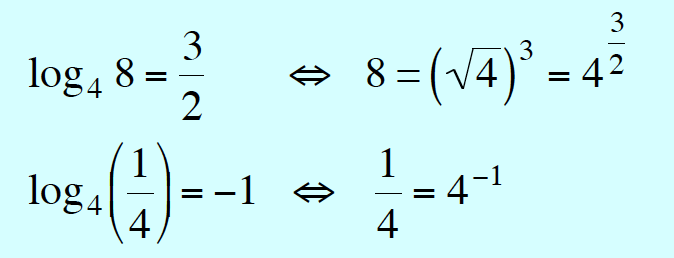 log₄ 8 = 3/2 ⇔ 8 = (√4)³ = 4^(3/2)
log₄(1/4) = −1 ⇔ 1/4 = 4⁻¹